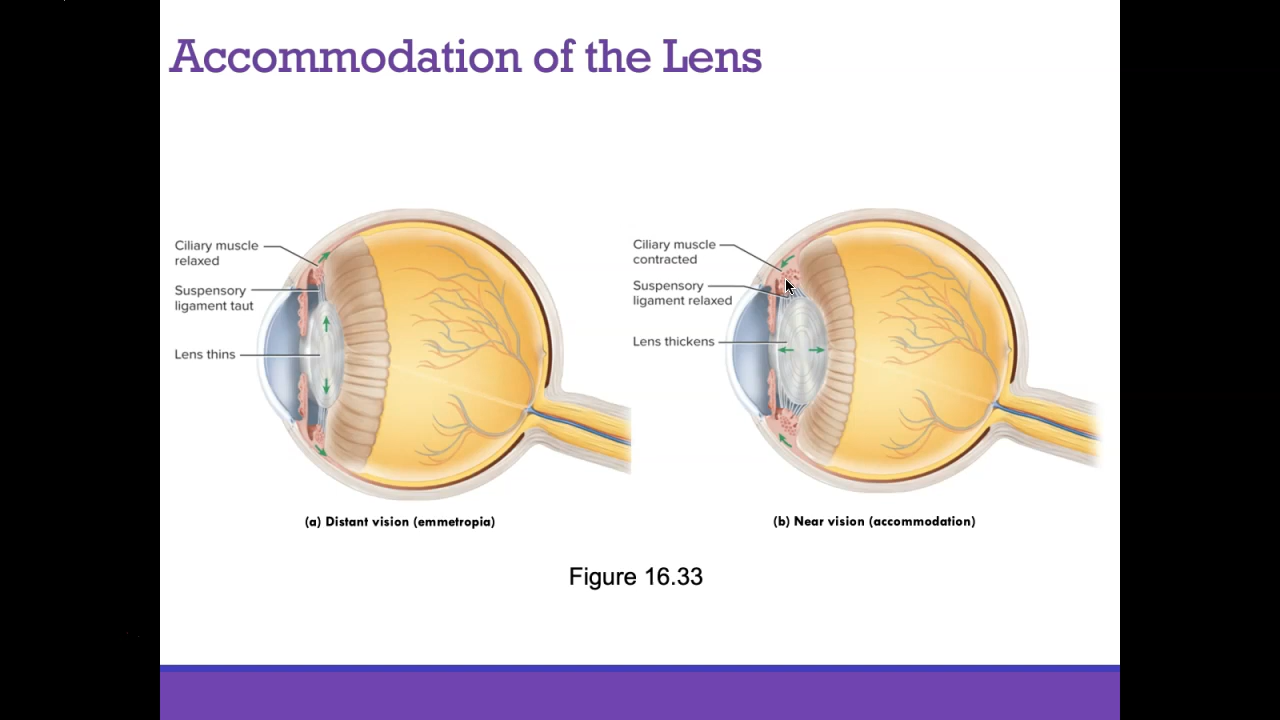 Accommodation of the Lens
Ciliary muscle
relaxed
Suspensory
ligament taut
Lens thins
Ciliary muscle
contracted
Suspensory
ligament relaxed
Lens thickens
(a) Distant vision (emmetropia)
(b) Near vision (accommodation)
Figure 16.33